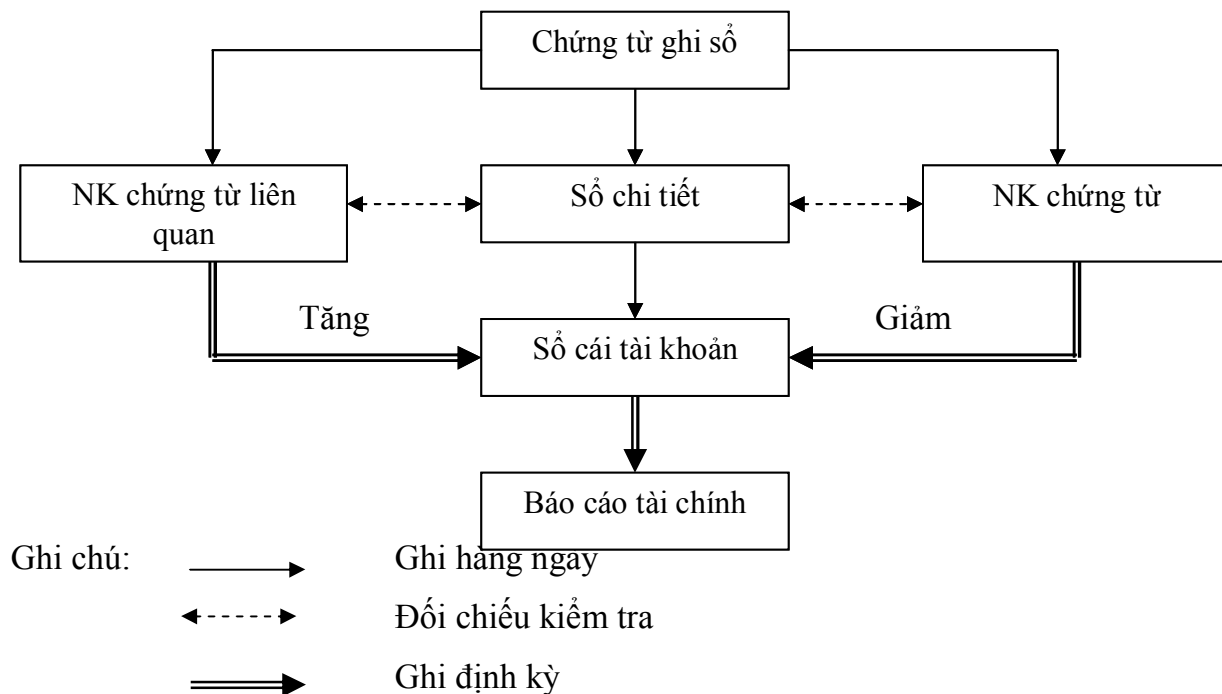 Chứng từ ghi sổ
NK chứng từ liên
quan
Sổ chi tiết
NK chứng từ
Tăng
Giảm
Sổ cái tài khoản
Báo cáo tài chính
Ghi chú:
Ghi hằng ngày
Đối chiếu kiểm tra
Ghi định kỳ